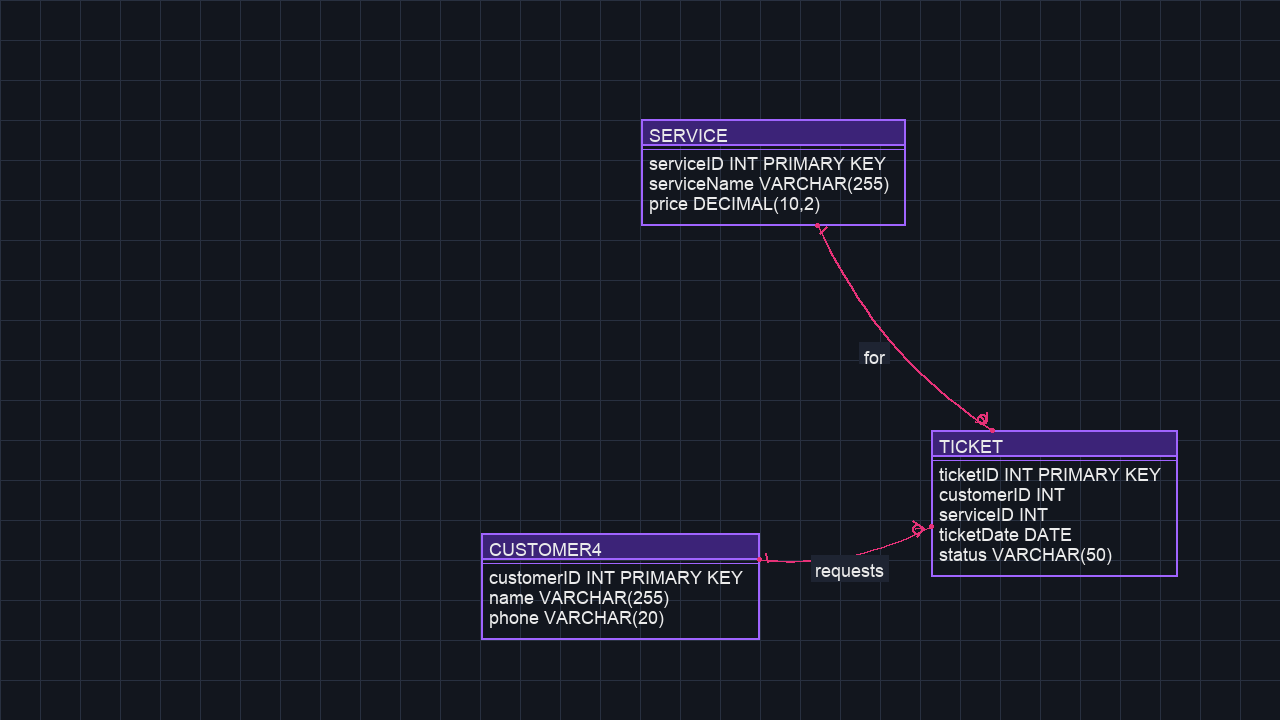 SERVICE
serviceID INT PRIMARY KEY
serviceName VARCHAR(255)
price DECIMAL(10,2)
for
TICKET
ticketID INT PRIMARY KEY
customerID INT
serviceID INT
ticketDate DATE
status VARCHAR(50)
CUSTOMER4
customerID INT PRIMARY KEY
name VARCHAR(255)
phone VARCHAR(20)
requests